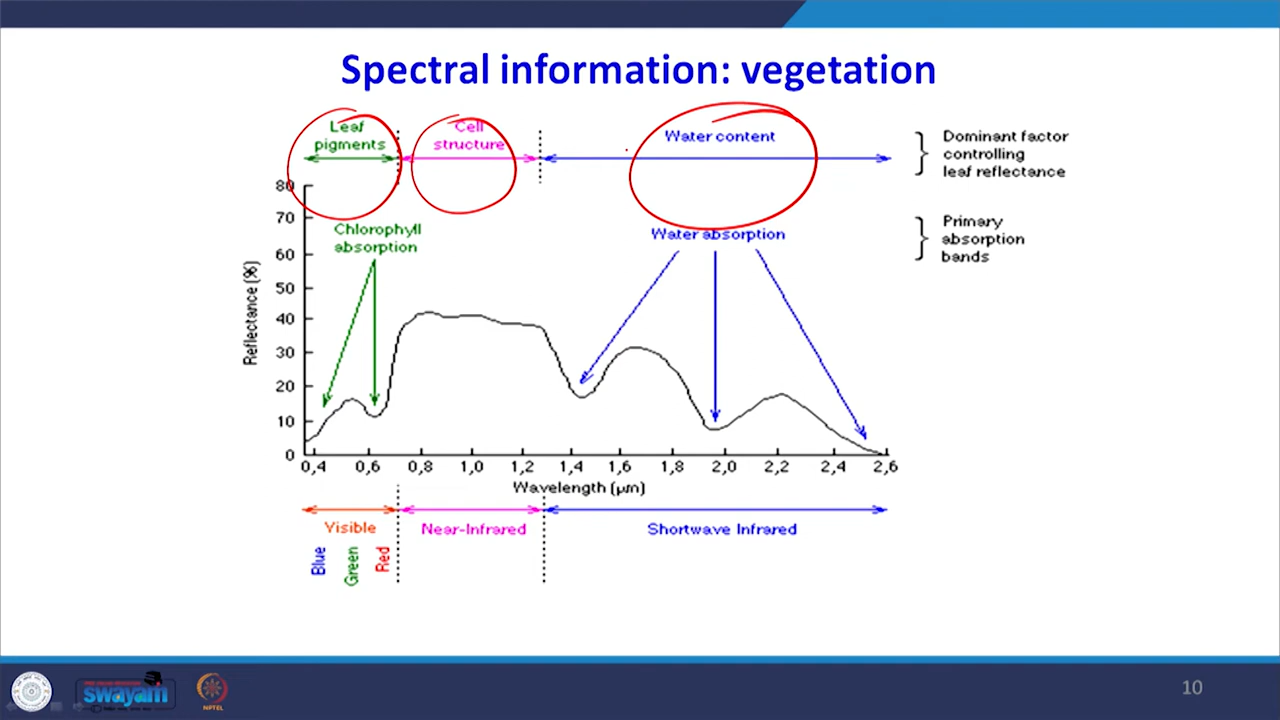 Spectral information: vegetation
Leaf
pigments
Cell
structure
Water content
Dominant factor
controlling
leaf reflectance
80
70
60
50
40
30
20
10
0
Reflectance (%)
Chlorophyll
absorption
Water absorption
Primary
absorption
bands
0,4 0,6 0,8 1,0 1,2 1,4 1,6 1,8 2,0 2,2 2,4 2,6
Wavelength (µm)
Visible
Near-Infrared
Shortwave Infrared
Blue
Green
Red
swayam
NPTEL
10